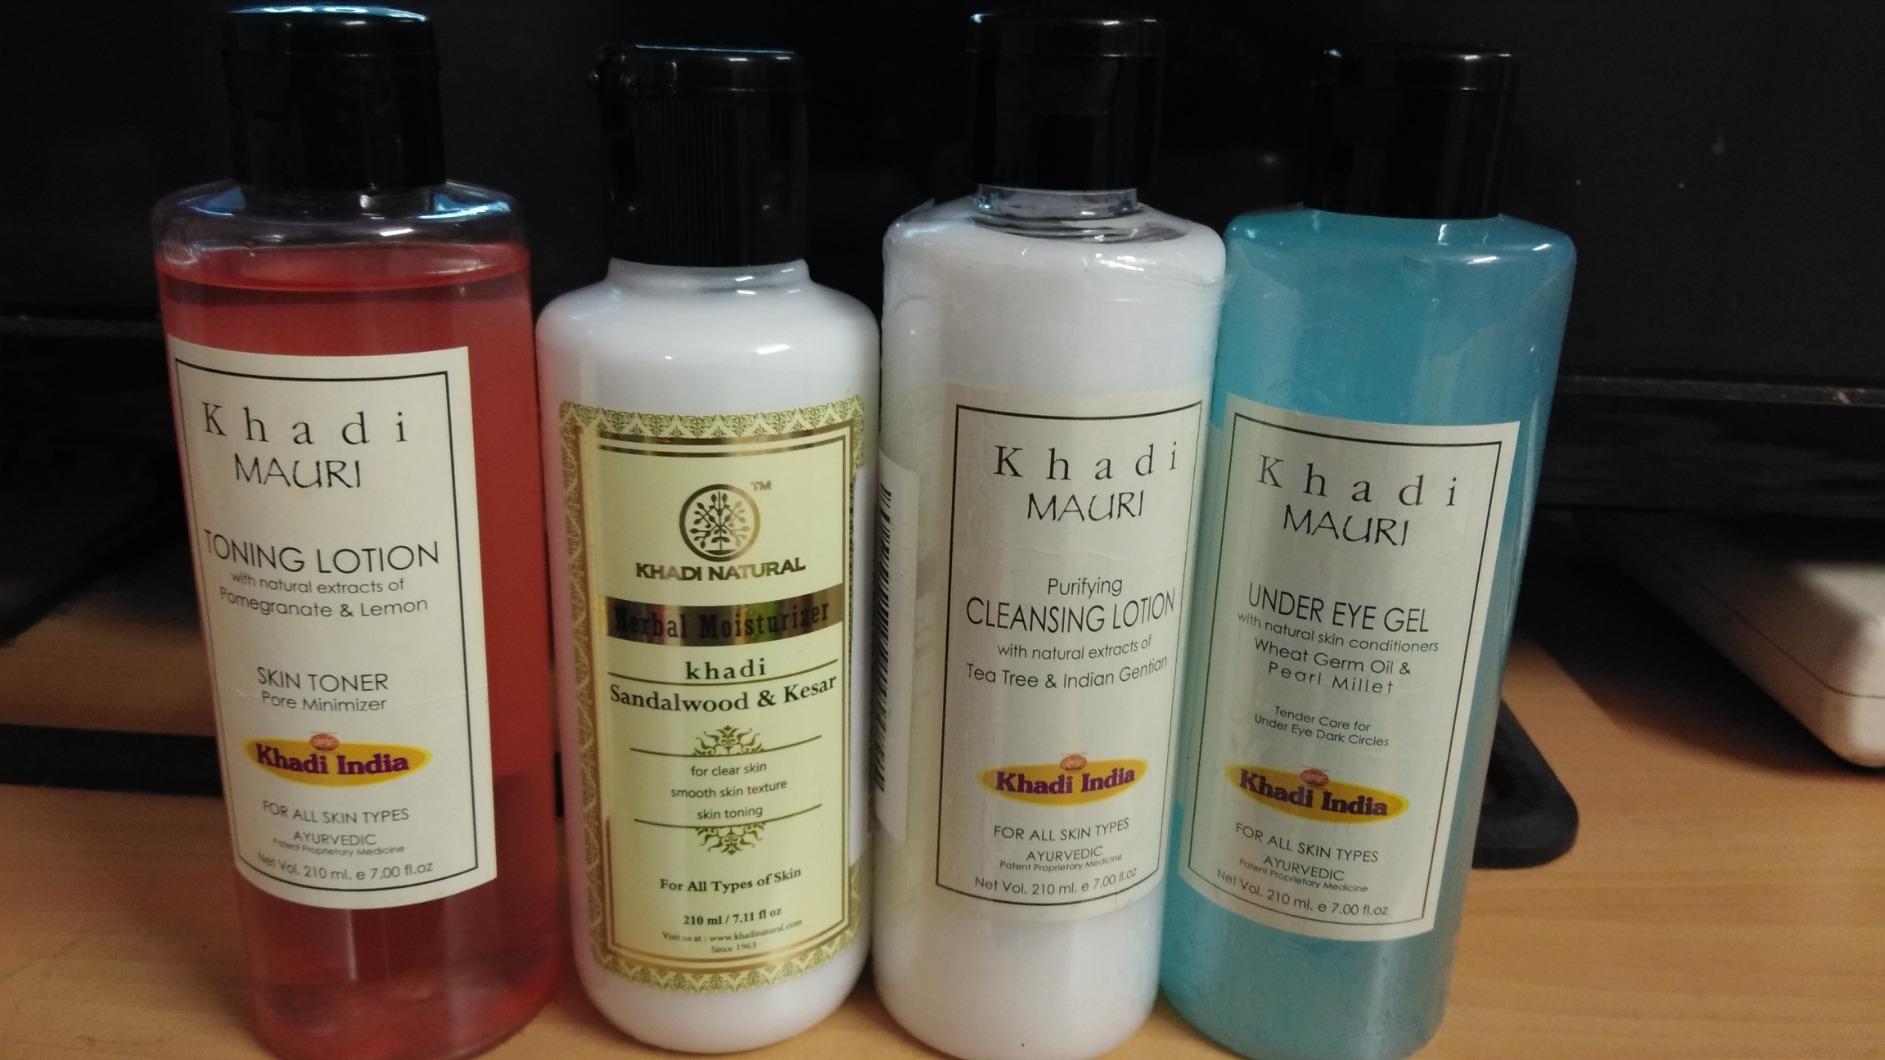 Khadi
MAURI
TONING LOTION
with natural extracts of
Pomegranate & Lemon
SKIN TONER
Pore Minimizer
Khadi India
FOR ALL SKIN TYPES
AYURVEDIC
Patent Proprietary Medicine
Net Vol. 210 ml. e 7.00 fl.oz
TM
KHADI NATURAL
Herbal Moisturizer
khadi
Sandalwood & Kesar
for clear skin
smooth skin texture
skin toning
For All Types of Skin
210 ml / 7.11 fl oz
Visit us at : www.khadinatural.com
Since 1963
Khadi
MAURI
Purifying
CLEANSING LOTION
with natural extracts of
Tea Tree & Indian Gentian
Khadi India
FOR ALL SKIN TYPES
AYURVEDIC
Patent Proprietary Medicine
Net Vol. 210 ml. e 7.00 fl.oz
Khadi
MAURI
UNDER EYE GEL
with natural skin conditioners
Wheat Germ Oil &
Pearl Millet
Tender Care for
Under Eye Dark Circles
Khadi India
FOR ALL SKIN TYPES
AYURVEDIC
Patent Proprietary Medicine
Net Vol. 210 ml. e 7.00 fl.oz